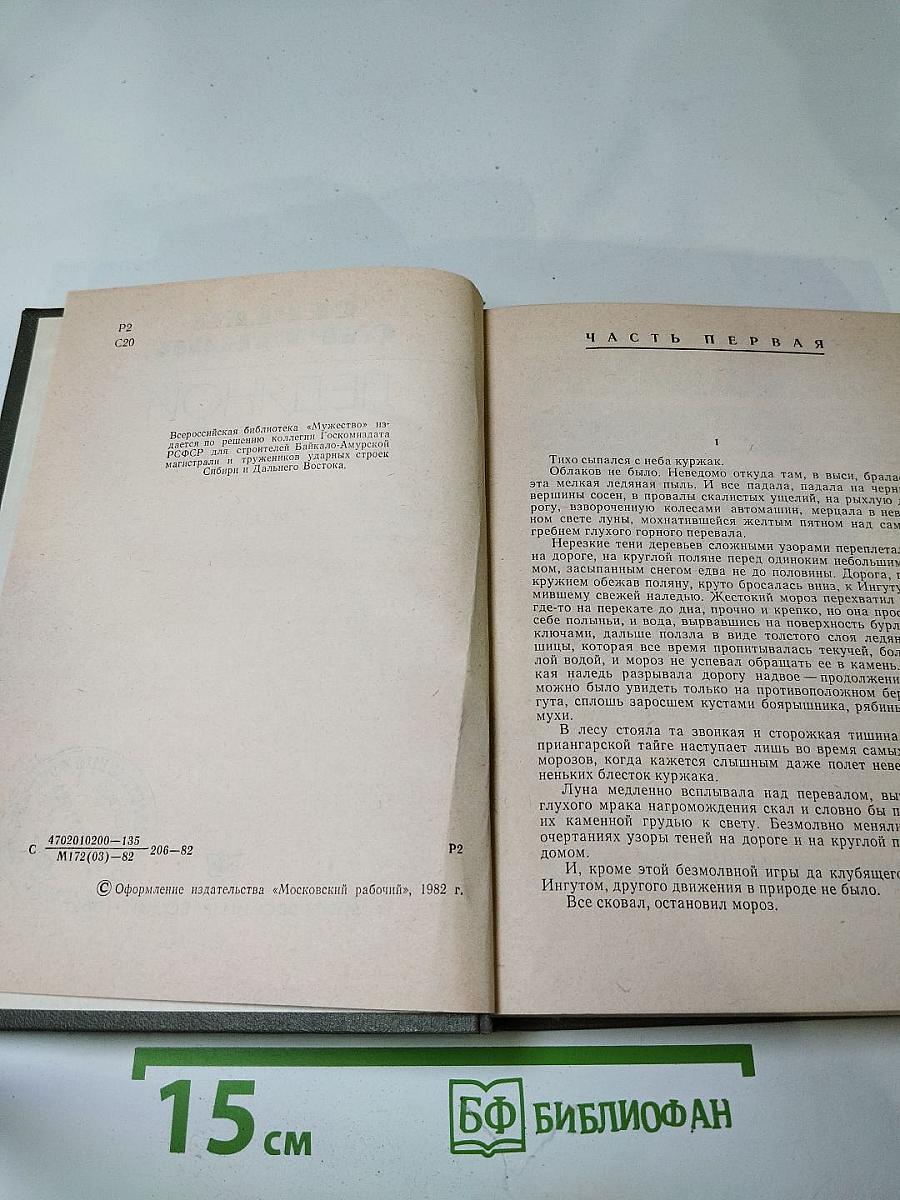 Р2
С20
Всероссийская библиотека «Мужество» из-
дается по решению коллегии Госкомиздата
РСФСР для строителей Байкало-Амурской
магистрали и тружеников ударных строек
Сибири и Дальнего Востока.
С 4702010200—135 206—82
М172(03)—82
Р2
© Оформление издательства «Московский рабочий», 1982 г.
ЧАСТЬ ПЕРВАЯ
1
Тихо сыпался с неба куржак.
Облаков не было. Неведомо откуда там, в выси, брала
эта мелкая ледяная пыль. И все падала, падала на черн
вершины сосен, в провалы скалистых ущелий, на рыхлую д
рогу, взвороченную колесами автомашин, мерцала в нев
ном свете луны, мохнатившейся желтым пятном над сам
гребнем глухого горного перевала.
Нерезкие тени деревьев сложными узорами переплетал
на дороге, на круглой поляне перед одиноким небольшим
мом, засыпанным снегом едва не до половины. Дорога, п
кружием обежав поляну, круто бросалась вниз, к Ингуту
мившему свежей наледью. Жестокий мороз перехватил
где-то на перекате до дна, прочно и крепко, но она прос
себе полыньи, и вода, вырвавшись на поверхность бурл
ключами, дальше ползла в виде толстого слоя ледян
шицы, которая все время пропитывалась текучей, бол
лой водой, и мороз не успевал обращать ее в камень.
кая наледь разрывала дорогу надвое — продолжени
можно было увидеть только на противоположном бер
гута, сплошь заросшем кустами боярышника, рябины
мухи.
В лесу стояла та звонкая и сторожкая тишина
приангарской тайге наступает лишь во время самы
морозов, когда кажется слышным даже полет неве
неньких блесток куржака.
Луна медленно всплывала над перевалом, выт
глухого мрака нагромождения скал и словно бы п
их каменной грудью к свету. Безмолвно меняли
очертаниях узоры теней на дороге и на круглой п
домом.
И, кроме этой безмолвной игры да клубящего
Ингутом, другого движения в природе не было.
Все сковал, остановил мороз.
15 см
БФ БИБЛИОФАН